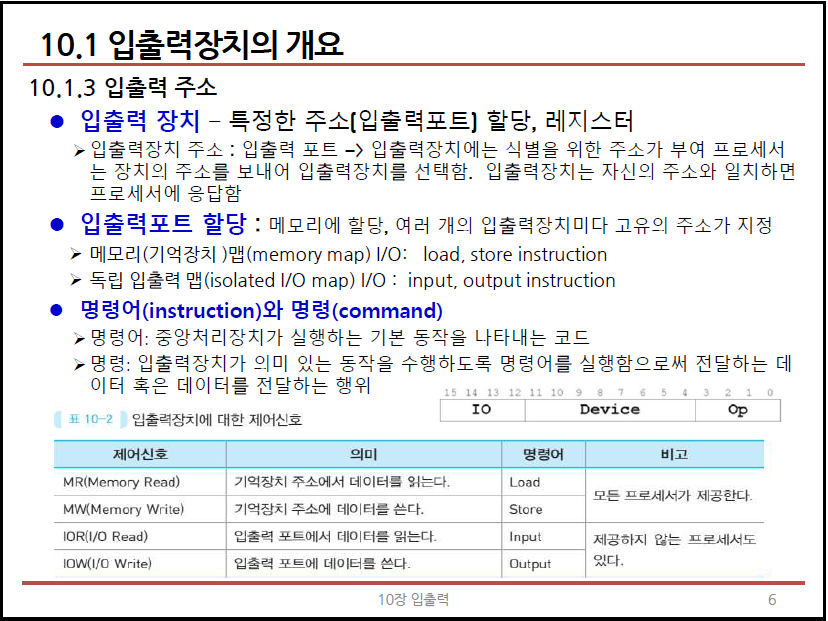 10.1 입출력장치의 개요
10.1.3 입출력 주소
● 입출력 장치 – 특정한 주소(입출력포트) 할당, 레지스터
➢ 입출력장치 주소 : 입출력 포트 –> 입출력장치에는 식별을 위한 주소가 부여 프로세서
는 장치의 주소를 보내어 입출력장치를 선택함. 입출력장치는 자신의 주소와 일치하면
프로세서에 응답함
● 입출력포트 할당 : 메모리에 할당, 여러 개의 입출력장치미다 고유의 주소가 지정
➢ 메모리(기억장치 )맵(memory map) I/O: load, store instruction
➢ 독립 입출력 맵(isolated I/O map) I/O : input, output instruction
● 명령어(instruction)와 명령(command)
➢ 명령어: 중앙처리장치가 실행하는 기본 동작을 나타내는 코드
➢ 명령: 입출력장치가 의미 있는 동작을 수행하도록 명령어를 실행함으로써 전달하는 데
이터 혹은 데이터를 전달하는 행위
15 14 13 12 11 10 9 8 7 6 5 4 3 2 1 0
IO Device Op
표 10-2 입출력장치에 대한 제어신호
제어신호 의미 명령어 비고
MR(Memory Read) 기억장치 주소에서 데이터를 읽는다. Load
모든 프로세서가 제공한다.
MW(Memory Write) 기억장치 주소에 데이터를 쓴다. Store
IOR(I/O Read) 입출력 포트에서 데이터를 읽는다. Input
제공하지 않는 프로세서도
있다.
IOW(I/O Write) 입출력 포트에 데이터를 쓴다. Output
10장 입출력
6